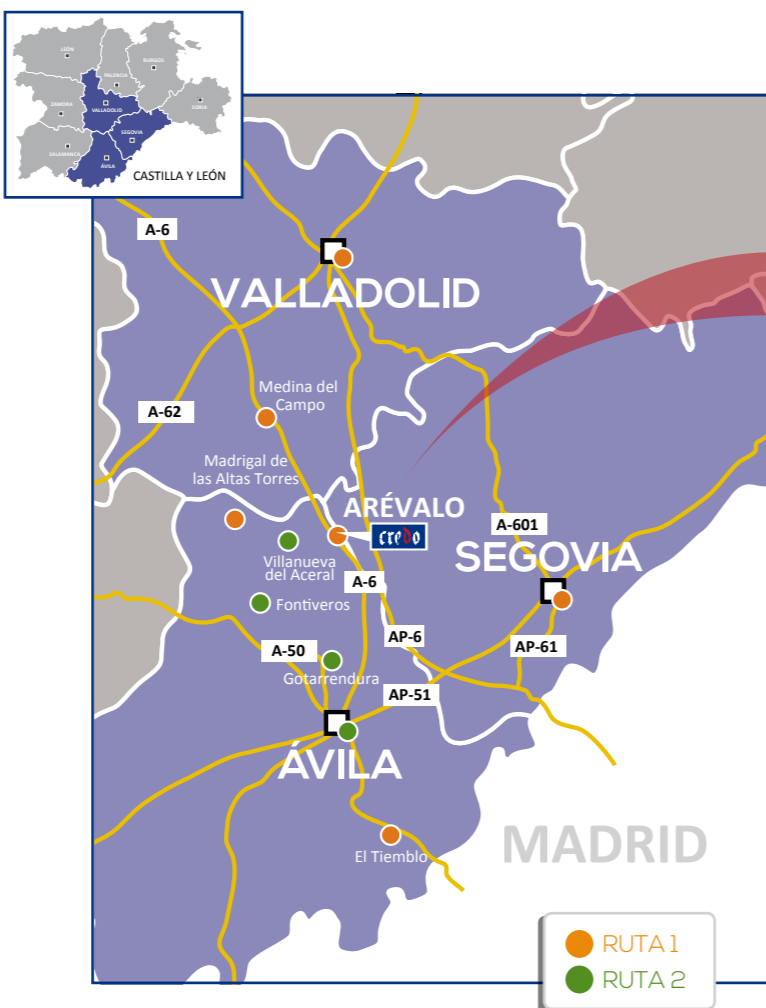 LEÓN
BURGOS
PALENCIA
ZAMORA
VALLADOLID
SORIA
SEGOVIA
SALAMANCA
ÁVILA
CASTILLA Y LEÓN
A-6
VALLADOLID
Medina del
Campo
A-62
Madrigal de
las Altas Torres
ARÉVALO
credo
A-601
Villanueva
del Aceral
SEGOVIA
A-6
Fontiveros
AP-6
AP-61
A-50
Gotarrendura
AP-51
ÁVILA
El Tiemblo
MADRID
RUTA 1
RUTA 2